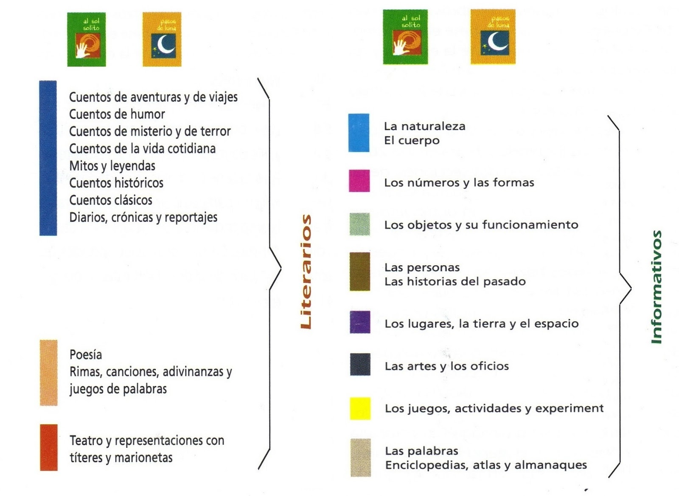 al sol
solito
pasos
de luna
al sol
solito
pasos
de luna
Cuentos de aventuras y de viajes
Cuentos de humor
Cuentos de misterio y de terror
Cuentos de la vida cotidiana
Mitos y leyendas
Cuentos históricos
Cuentos clásicos
Diarios, crónicas y reportajes
Poesía
Rimas, canciones, adivinanzas y
juegos de palabras
Teatro y representaciones con
títeres y marionetas
Literarios
La naturaleza
El cuerpo
Los números y las formas
Los objetos y su funcionamiento
Las personas
Las historias del pasado
Los lugares, la tierra y el espacio
Las artes y los oficios
Los juegos, actividades y experiment
Las palabras
Enciclopedias, atlas y almanaques
Informativos